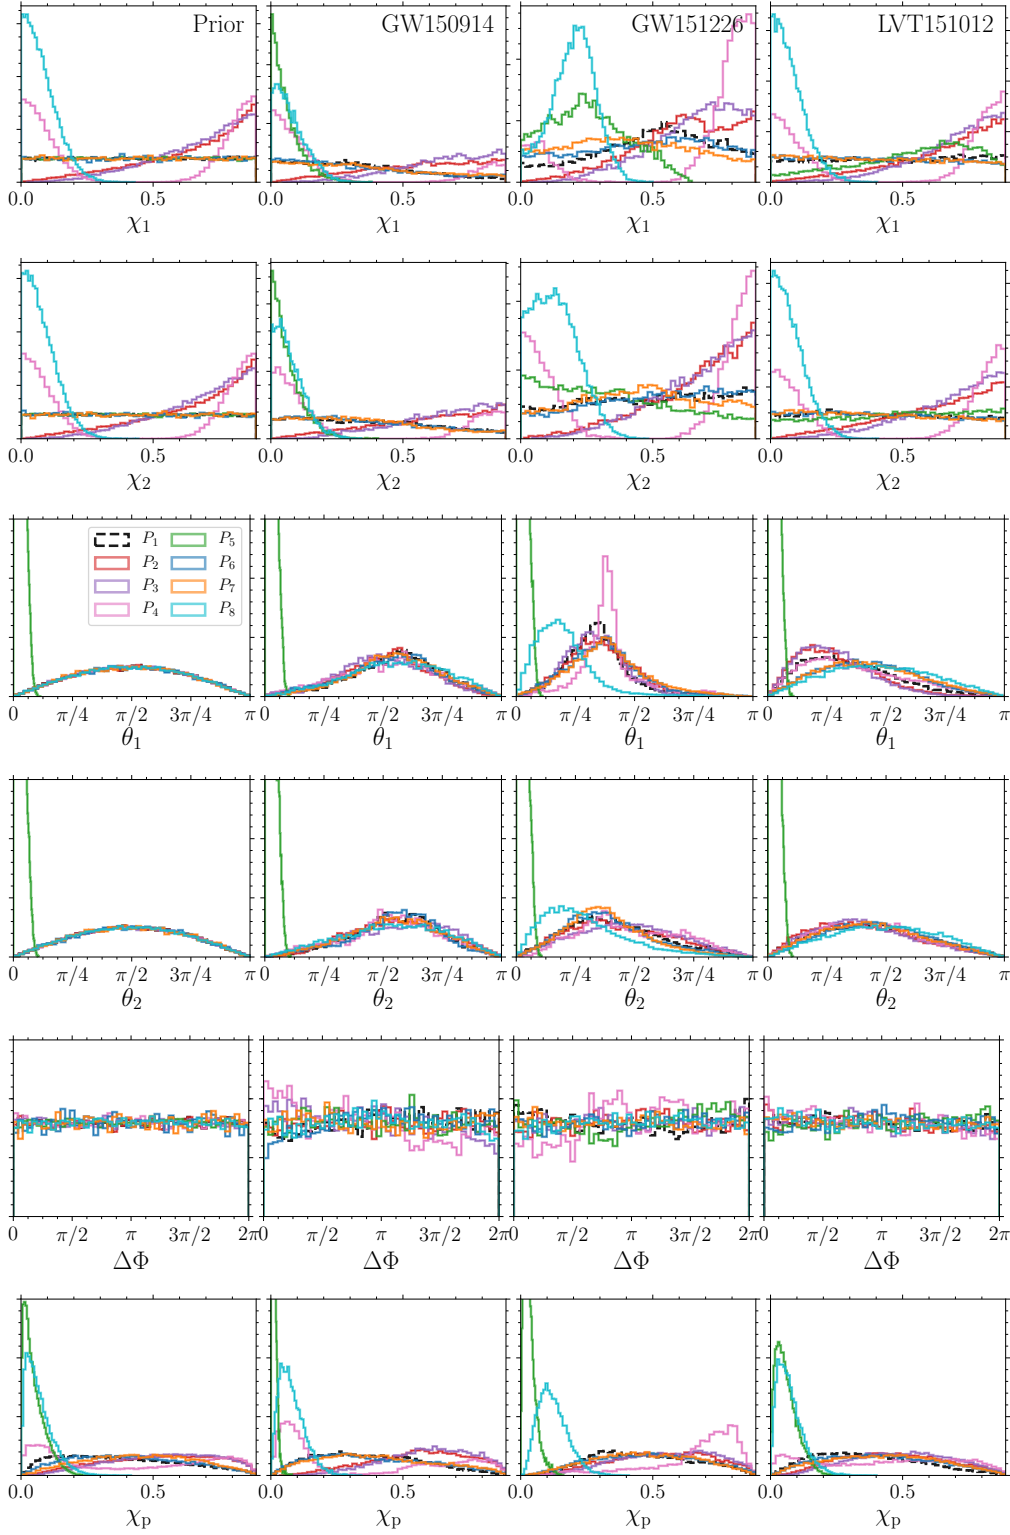 Prior GW150914 GW151226 LVT151012
0.0 0.5 0.0 0.5 0.0 0.5 0.0 0.5
χ₁ χ₁ χ₁ χ₁
0.0 0.5 0.0 0.5 0.0 0.5 0.0 0.5
χ₂ χ₂ χ₂ χ₂
P₁ P₅
P₂ P₆
P₃ P₇
P₄ P₈
0 π/4 π/2 3π/4 π 0 π/4 π/2 3π/4 π 0 π/4 π/2 3π/4 π 0 π/4 π/2 3π/4 π
θ₁ θ₁ θ₁ θ₁
0 π/4 π/2 3π/4 π 0 π/4 π/2 3π/4 π 0 π/4 π/2 3π/4 π 0 π/4 π/2 3π/4 π
θ₂ θ₂ θ₂ θ₂
0 π/2 π 3π/2 2π 0 π/2 π 3π/2 2π 0 π/2 π 3π/2 2π 0 π/2 π 3π/2 2π
ΔΦ ΔΦ ΔΦ ΔΦ
0.0 0.5 0.0 0.5 0.0 0.5 0.0 0.5
χₚ χₚ χₚ χₚ